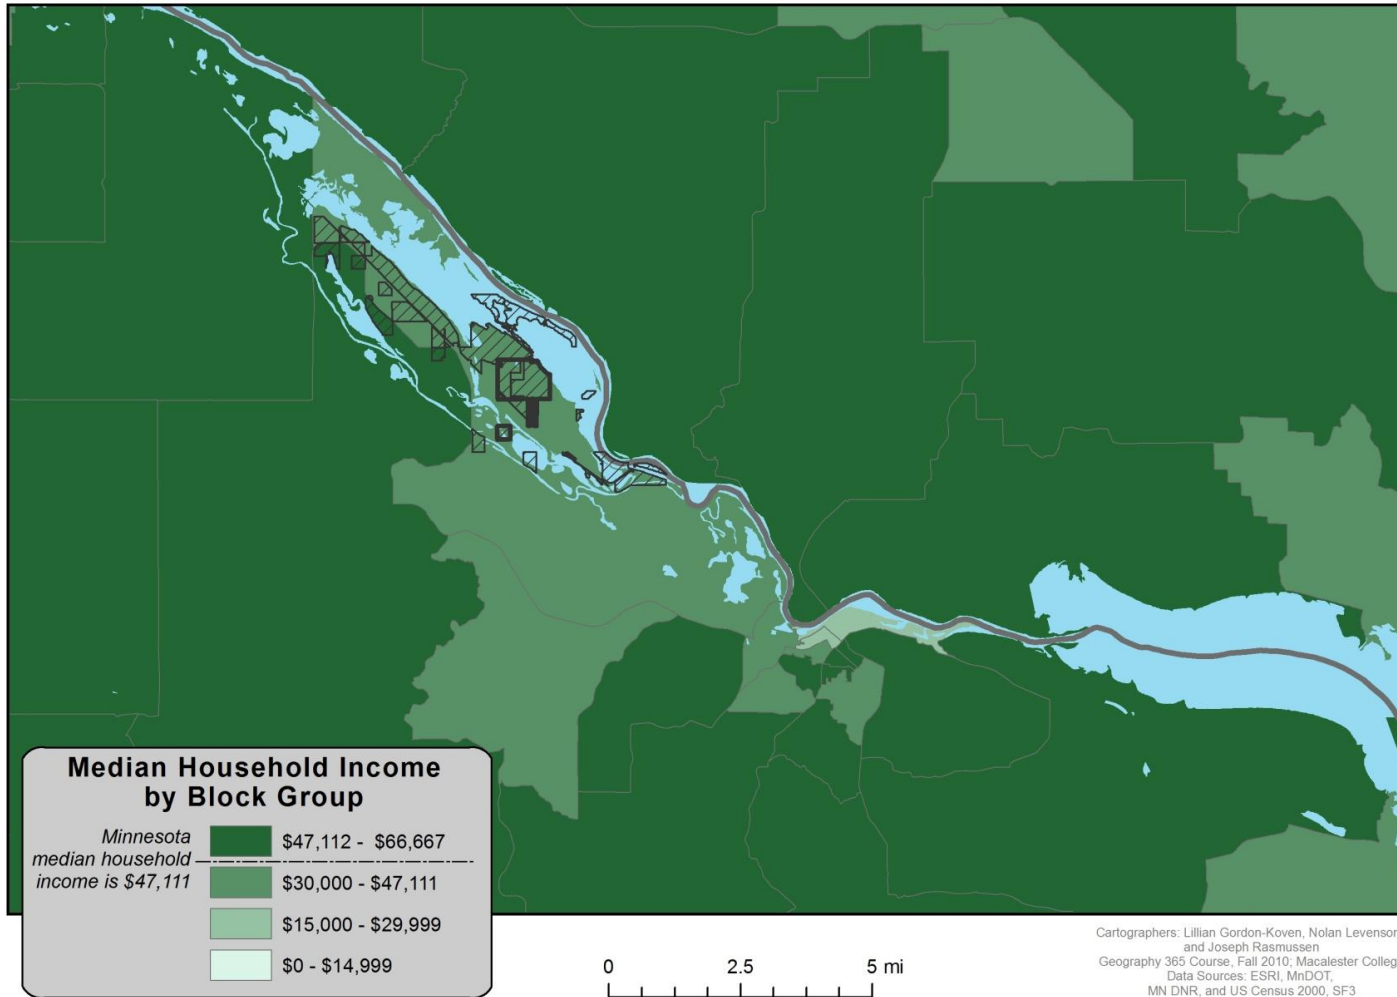 Median Household Income
by Block Group
Minnesota
median household
income is $47,111
$47,112 - $66,667
$30,000 - $47,111
$15,000 - $29,999
$0 - $14,999
0 2.5 5 mi
Cartographers: Lillian Gordon-Koven, Nolan Levenson
and Joseph Rasmussen
Geography 365 Course, Fall 2010; Macalester Colleg
Data Sources: ESRI, MnDOT,
MN DNR, and US Census 2000, SF3